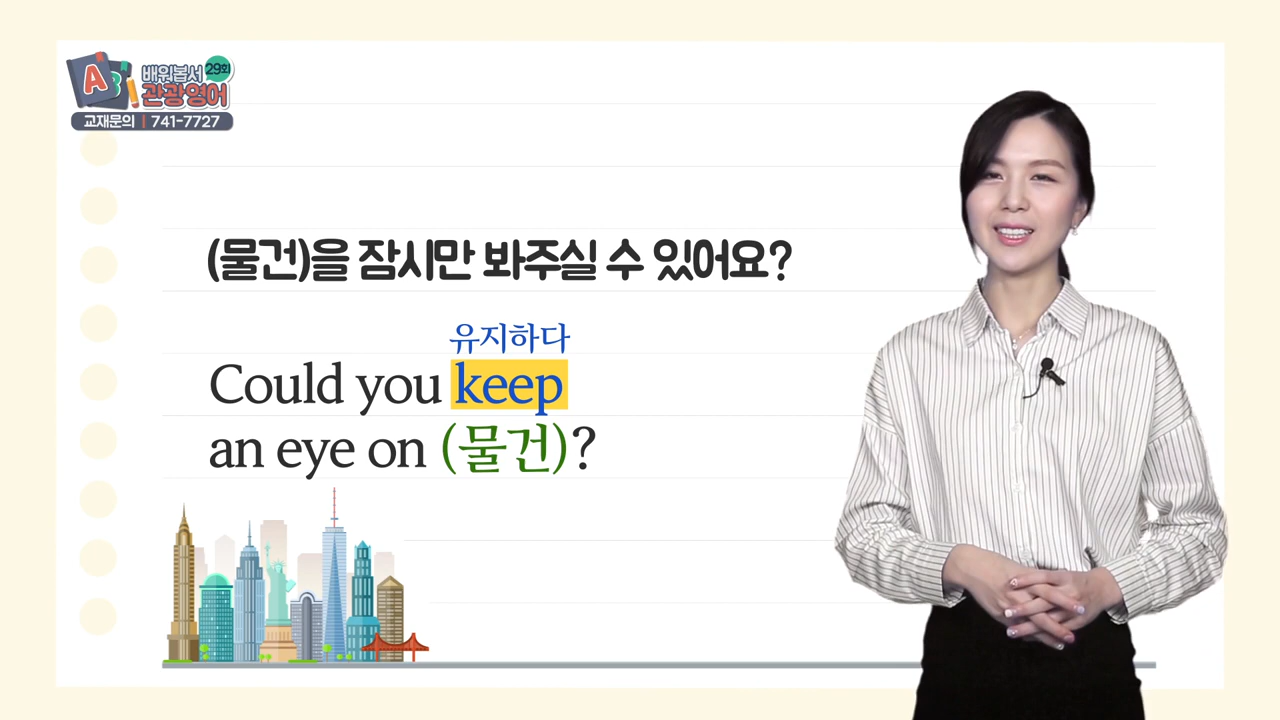 배워봅서 29회
관광영어
교재문의 | 741-7727
(물건)을 잠시만 봐주실 수 있어요?
유지하다
Could you keep
an eye on (물건)?